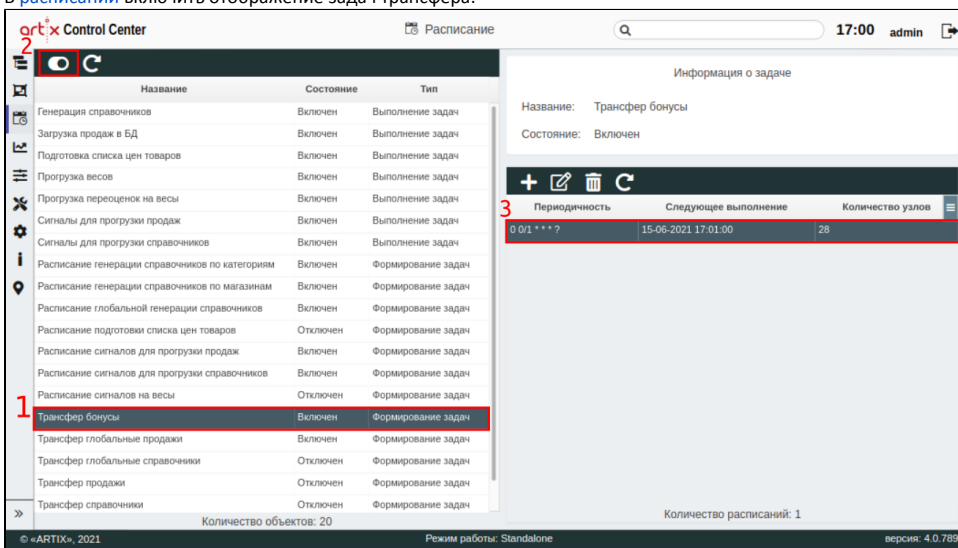 В расписании включить отображение задач трансфера:
artix Control Center
Расписание
17:00 admin
2
Информация о задаче
Название: Трансфер бонусы
Состояние: Включен
Название Состояние Тип
Генерация справочников Включен Выполнение задач
Загрузка продаж в БД Включен Выполнение задач
Подготовка списка цен товаров Включен Выполнение задач
Прогрузка весов Включен Выполнение задач
Прогрузка переоценок на весы Включен Выполнение задач
Сигналы для прогрузки продаж Включен Выполнение задач
Сигналы для прогрузки справочников Включен Выполнение задач
Расписание генерации справочников по категориям Включен Формирование задач
Расписание генерации справочников по магазинам Включен Формирование задач
Расписание глобальной генерации справочников Включен Формирование задач
Расписание подготовки списка цен товаров Отключен Формирование задач
Расписание сигналов для прогрузки продаж Включен Формирование задач
Расписание сигналов для прогрузки справочников Включен Формирование задач
Расписание сигналов на весы Отключен Формирование задач
1
Трансфер бонусы Включен Формирование задач
Трансфер глобальные продажи Включен Формирование задач
Трансфер глобальные справочники Отключен Формирование задач
Трансфер продажи Отключен Формирование задач
Трансфер справочники Отключен Формирование задач
Количество объектов: 20
3
Периодичность Следующее выполнение Количество узлов
0 0/1 * * * ? 15-06-2021 17:01:00 28
Количество расписаний: 1
© «ARTIX», 2021
Режим работы: Standalone
версия: 4.0.789